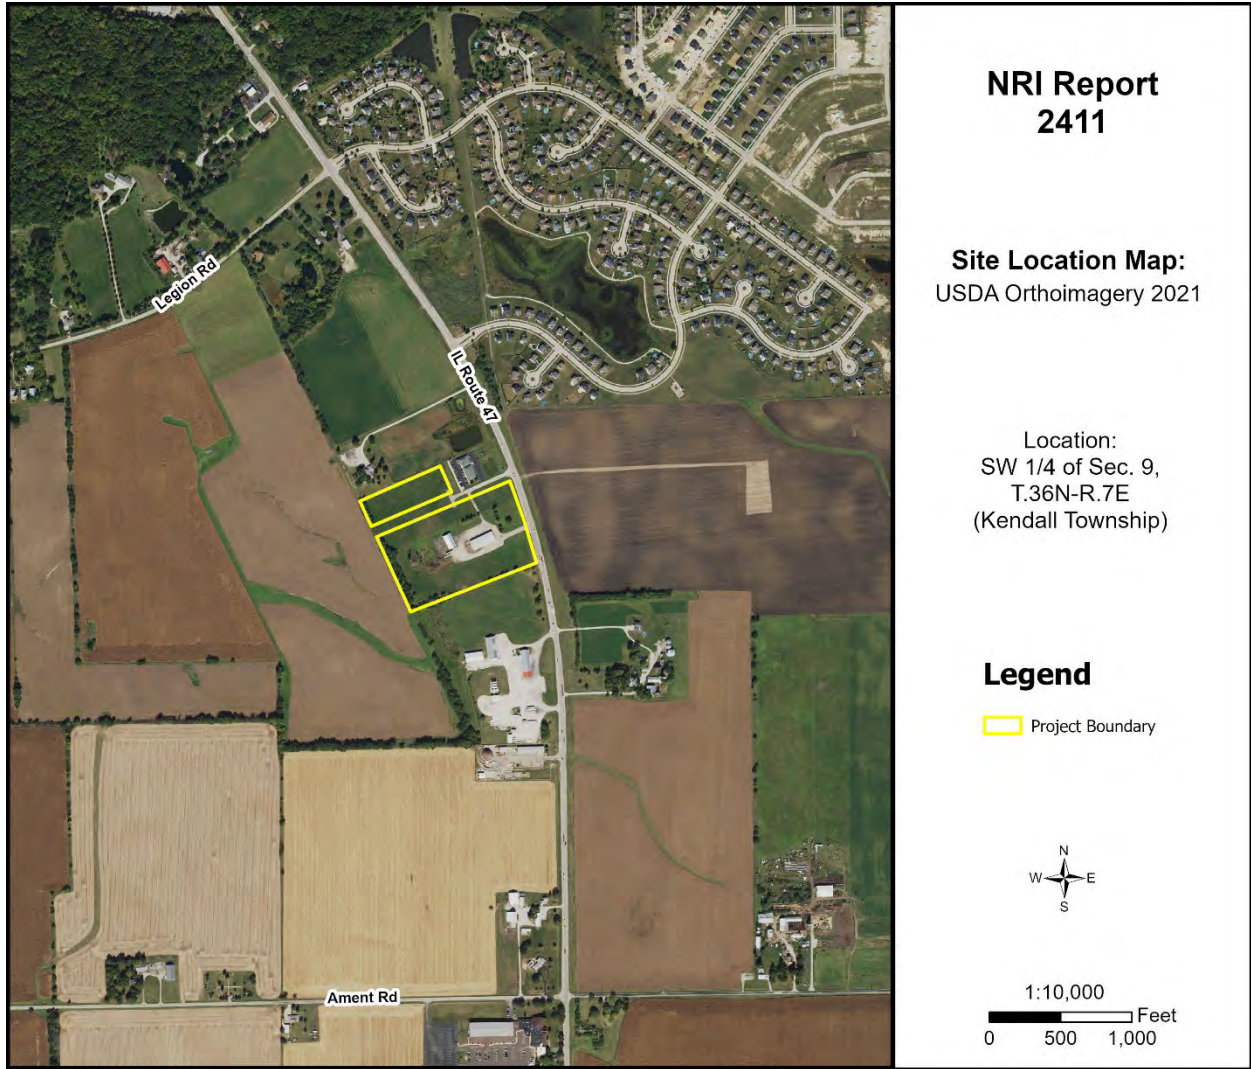 NRI Report
2411
Site Location Map:
USDA Orthoimagery 2021
Location:
SW 1/4 of Sec. 9,
T.36N-R.7E
(Kendall Township)
Legend
Project Boundary
N
W E
S
1:10,000
Feet
0 500 1,000
Legion Rd
IL Route 47
Ament Rd